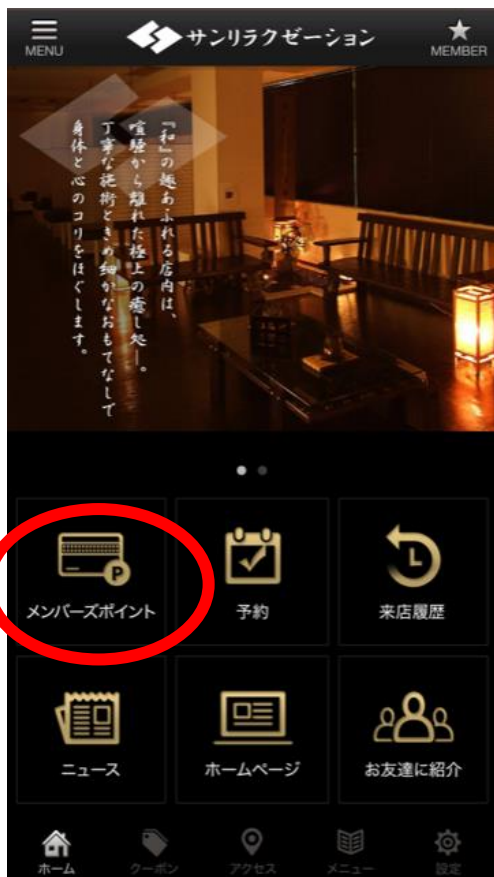 MENU
サンリラクゼーション
MEMBER
『和』の趣あふれる店内は、
喧騒から離れた極上の癒し処―。
丁寧な施術ときめ細かなおもてなしで
身体と心のコリをほぐします。
P
メンバーズポイント
予約
来店履歴
ニュース
ホームページ
お友達に紹介
ホーム
クーポン
アクセス
メニュー
設定